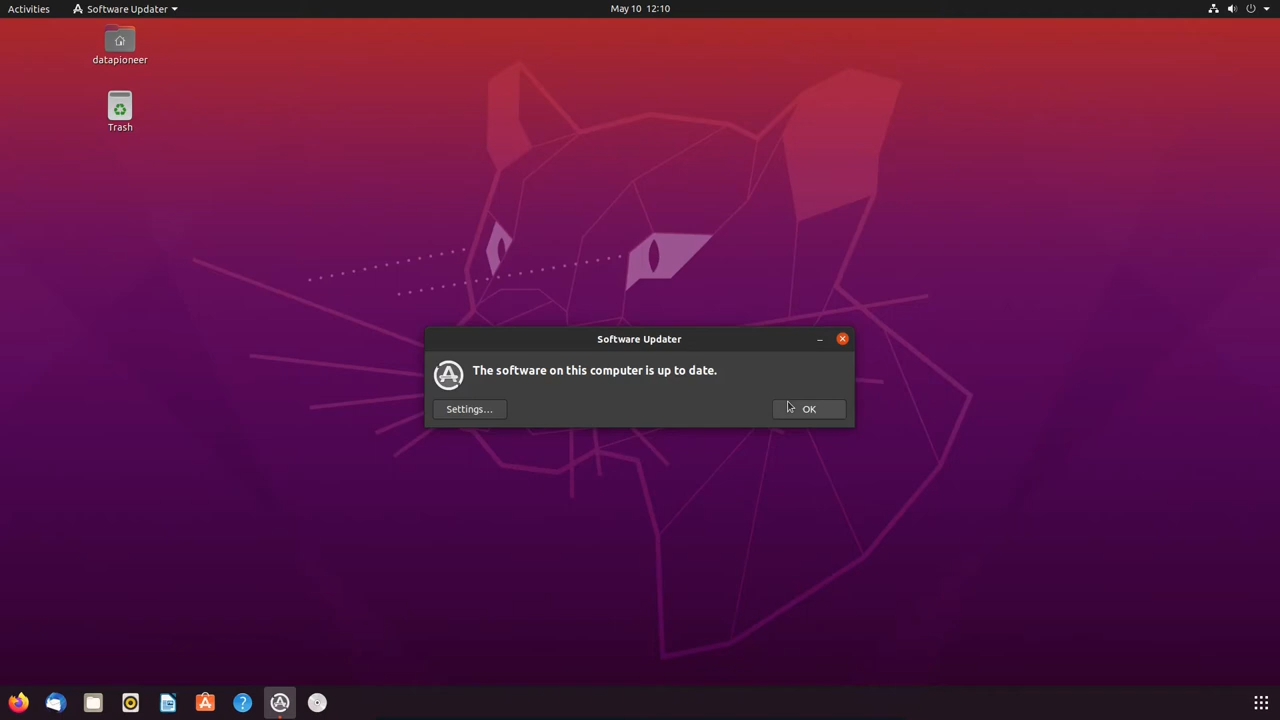 Activities
Software Updater
May 10 12:10
datapioneer
Trash
Software Updater
The software on this computer is up to date.
Settings...
OK